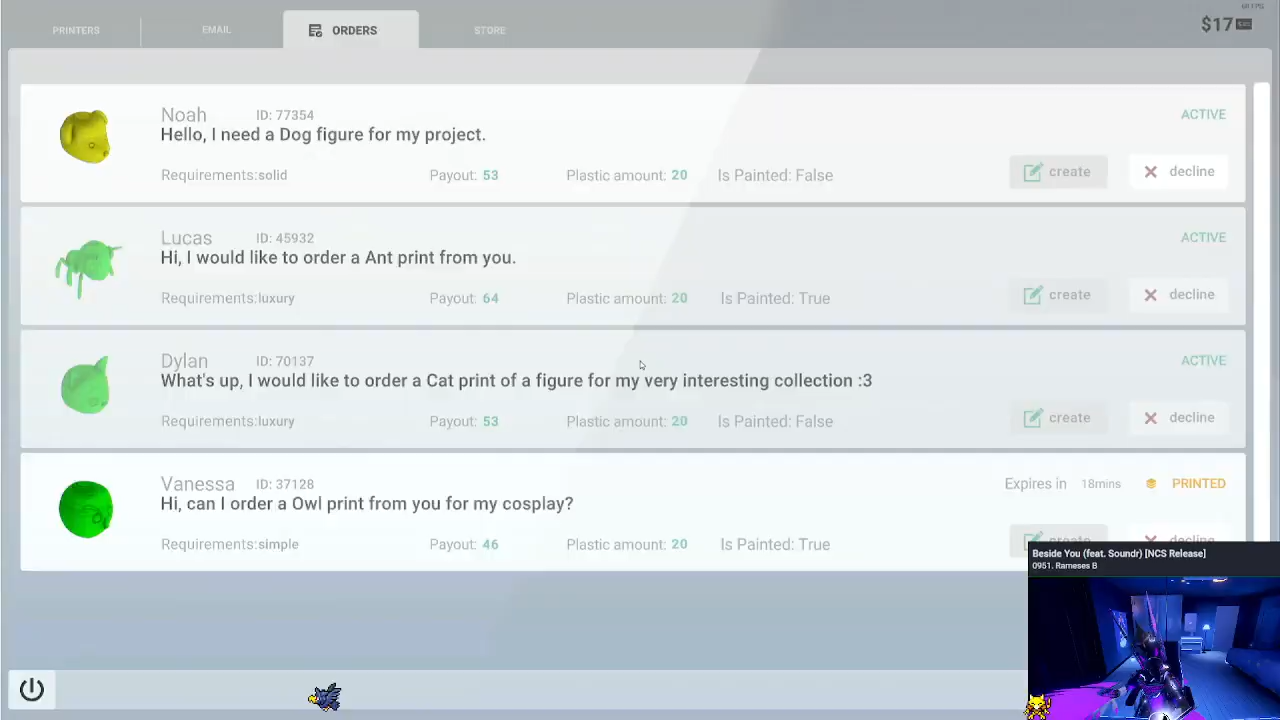 PRINTERS
EMAIL
ORDERS
STORE
60 FPS
$17
Noah ID: 77354
ACTIVE
Hello, I need a Dog figure for my project.
Requirements:solid Payout: 53 Plastic amount: 20 Is Painted: False
create decline
Lucas ID: 45932
ACTIVE
Hi, I would like to order a Ant print from you.
Requirements:luxury Payout: 64 Plastic amount: 20 Is Painted: True
create decline
Dylan ID: 70137
ACTIVE
What's up, I would like to order a Cat print of a figure for my very interesting collection :3
Requirements:luxury Payout: 53 Plastic amount: 20 Is Painted: False
create decline
Vanessa ID: 37128
Expires in 18mins PRINTED
Hi, can I order a Owl print from you for my cosplay?
Requirements:simple Payout: 46 Plastic amount: 20 Is Painted: True
create decline
Beside You (feat. Soundr) [NCS Release]
0951. Rameses B